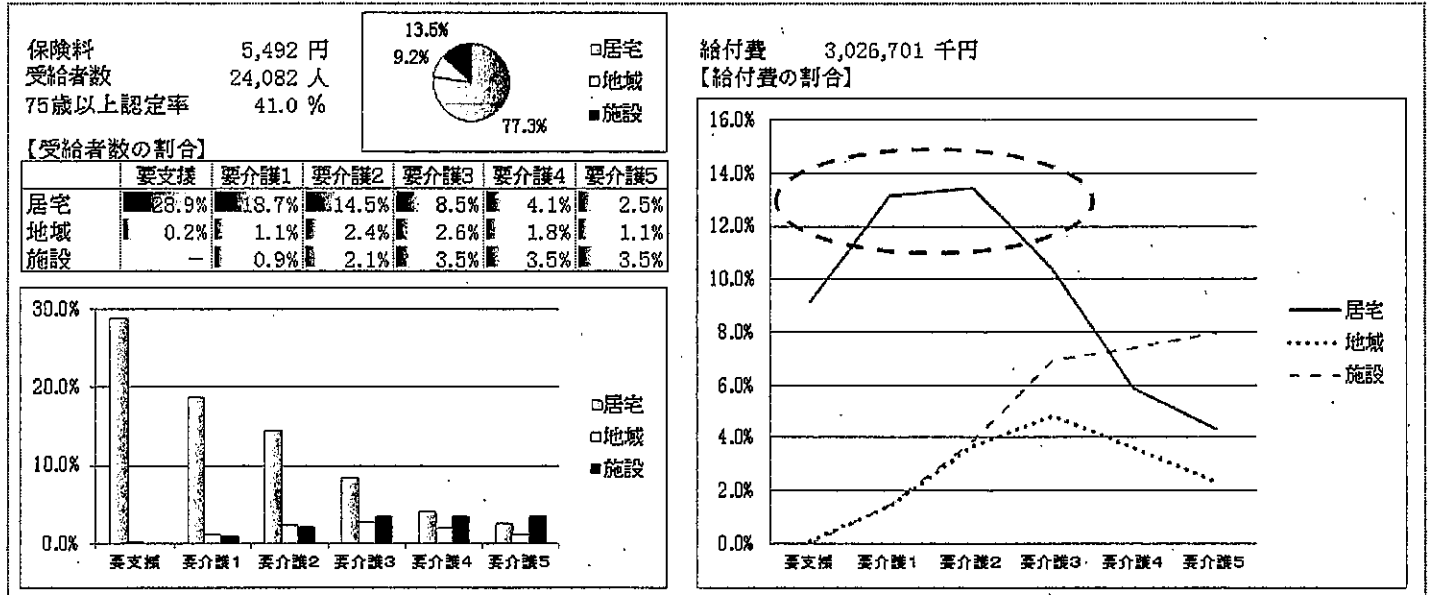 保険料 5,492 円
受給者数 24,082 人
75歳以上認定率 41.0 %
13.5%
9.2%
77.3%
□居宅
□地域
■施設
【受給者数の割合】
要支援 要介護1 要介護2 要介護3 要介護4 要介護5
居宅 28.9% 18.7% 14.5% 8.5% 4.1% 2.5%
地域 0.2% 1.1% 2.4% 2.6% 1.8% 1.1%
施設 － 0.9% 2.1% 3.5% 3.5% 3.5%
30.0%
20.0%
10.0%
0.0%
要支援 要介護1 要介護2 要介護3 要介護4 要介護5
□居宅
□地域
■施設
給付費 3,026,701 千円
【給付費の割合】
16.0%
14.0%
12.0%
10.0%
8.0%
6.0%
4.0%
2.0%
0.0%
要支援 要介護1 要介護2 要介護3 要介護4 要介護5
居宅
地域
施設